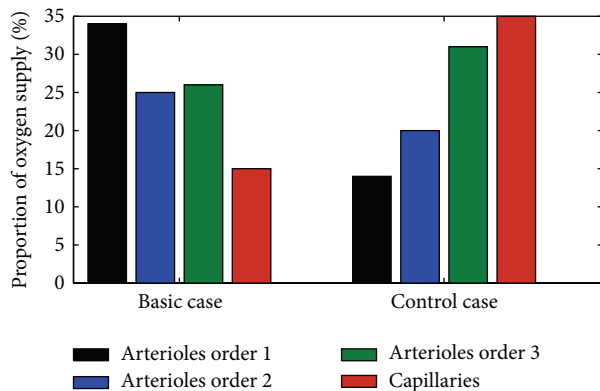 35
30
25
20
15
10
5
0
Proportion of oxygen supply (%)
Basic case
Control case
Arterioles order 1
Arterioles order 3
Arterioles order 2
Capillaries